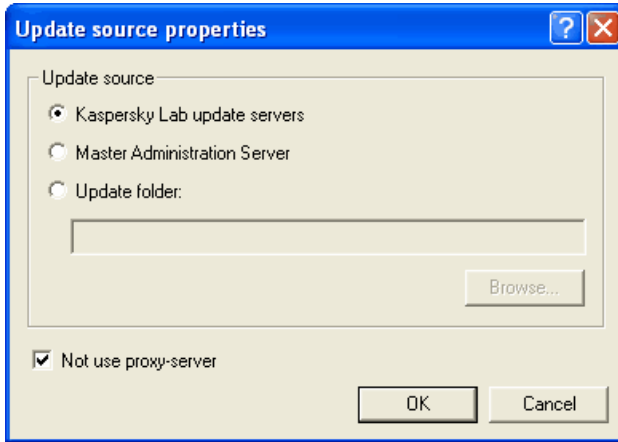 Update source properties
Update source
Kaspersky Lab update servers
Master Administration Server
Update folder:
Browse...
Not use proxy-server
OK Cancel